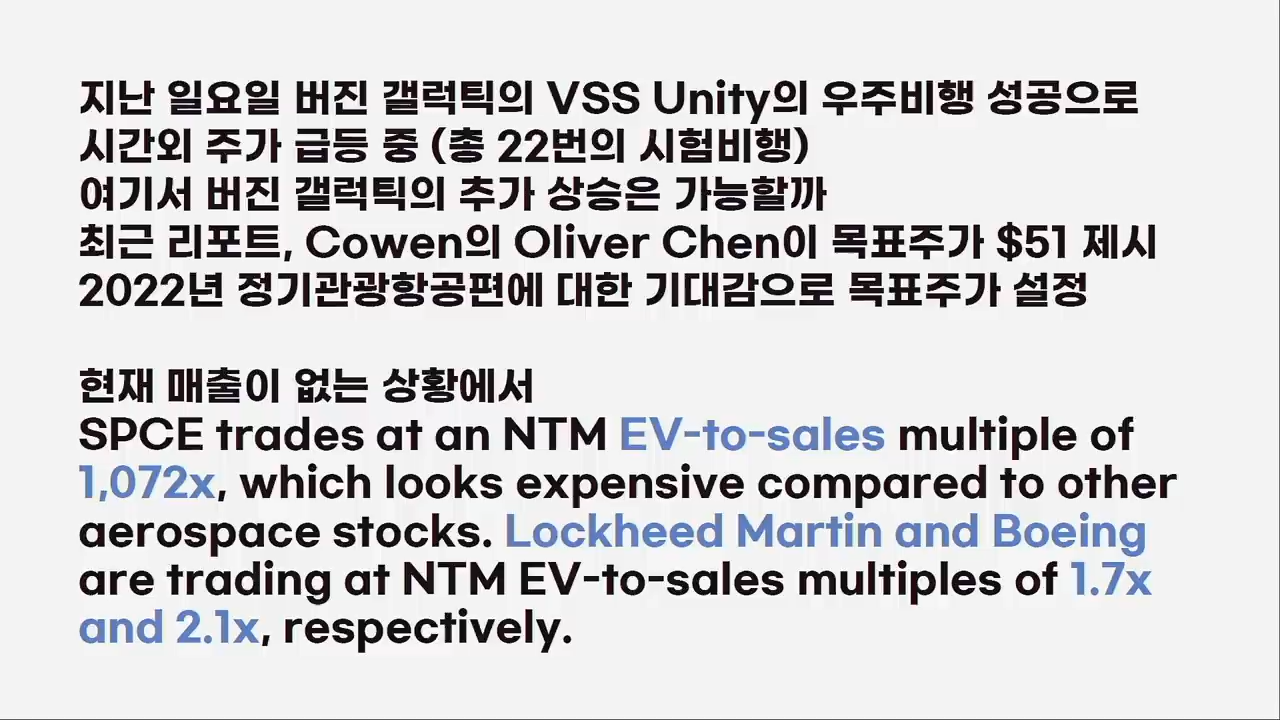 지난 일요일 버진 갤럭틱의 VSS Unity의 우주비행 성공으로
시간외 주가 급등 중 (총 22번의 시험비행)
여기서 버진 갤럭틱의 추가 상승은 가능할까
최근 리포트, Cowen의 Oliver Chen이 목표주가 $51 제시
2022년 정기관광항공편에 대한 기대감으로 목표주가 설정
현재 매출이 없는 상황에서
SPCE trades at an NTM EV-to-sales multiple of
1,072x, which looks expensive compared to other
aerospace stocks. Lockheed Martin and Boeing
are trading at NTM EV-to-sales multiples of 1.7x
and 2.1x, respectively.